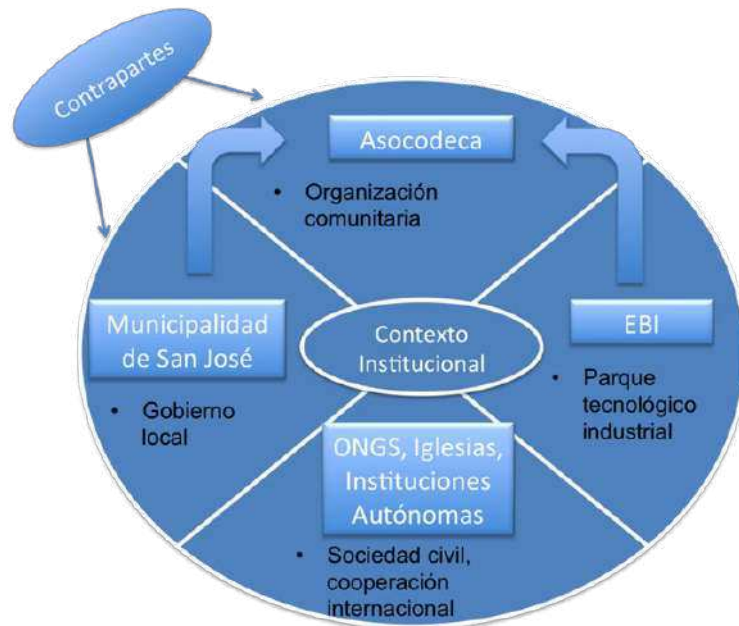 Contrapartes
Asocodeca
• Organización
comunitaria
Municipalidad
de San José
• Gobierno
local
Contexto
Institucional
EBI
• Parque
tecnológico
industrial
ONGS, Iglesias,
Instituciones
Autónomas
• Sociedad civil,
cooperación
internacional